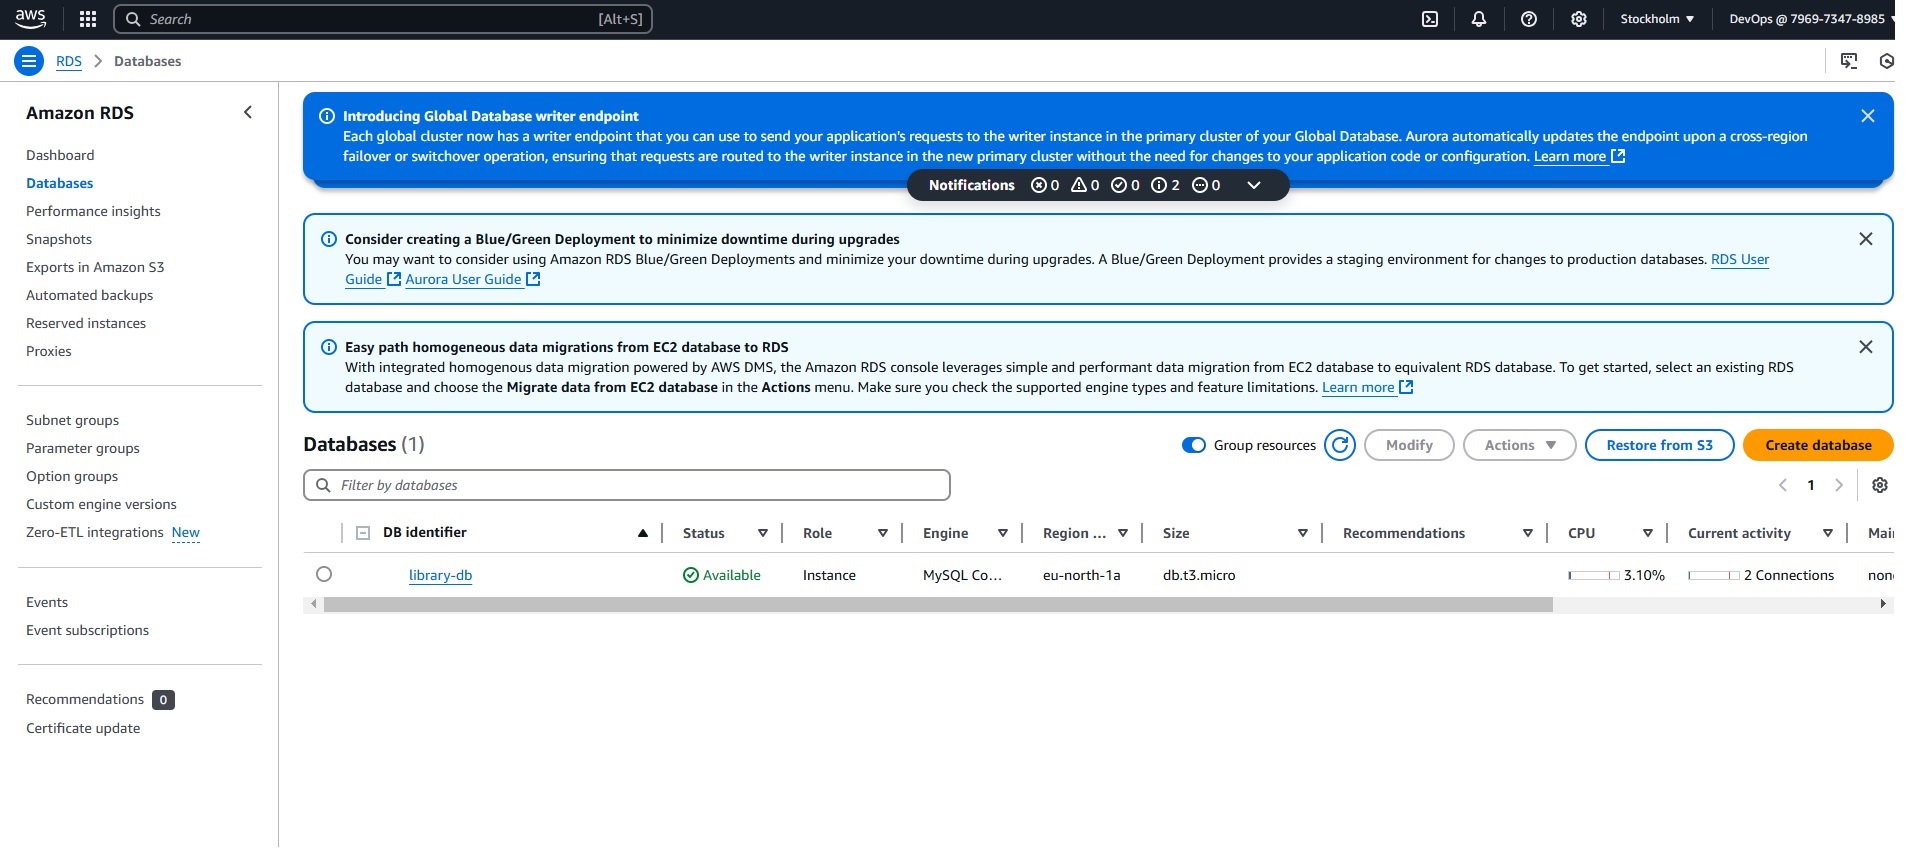 aws
Search [Alt+S]
Stockholm ▼
DevOps @ 7969-7347-8985
RDS > Databases
Amazon RDS
Dashboard
Databases
Performance insights
Snapshots
Exports in Amazon S3
Automated backups
Reserved instances
Proxies
Subnet groups
Parameter groups
Option groups
Custom engine versions
Zero-ETL integrations New
Events
Event subscriptions
Recommendations 0
Certificate update
Introducing Global Database writer endpoint
Each global cluster now has a writer endpoint that you can use to send your application's requests to the writer instance in the primary cluster of your Global Database. Aurora automatically updates the endpoint upon a cross-region
failover or switchover operation, ensuring that requests are routed to the writer instance in the new primary cluster without the need for changes to your application code or configuration. Learn more
Notifications 0 0 0 2 0
Consider creating a Blue/Green Deployment to minimize downtime during upgrades
You may want to consider using Amazon RDS Blue/Green Deployments and minimize your downtime during upgrades. A Blue/Green Deployment provides a staging environment for changes to production databases. RDS User
Guide Aurora User Guide
Easy path homogeneous data migrations from EC2 database to RDS
With integrated homogenous data migration powered by AWS DMS, the Amazon RDS console leverages simple and performant data migration from EC2 database to equivalent RDS database. To get started, select an existing RDS
database and choose the Migrate data from EC2 database in the Actions menu. Make sure you check the supported engine types and feature limitations. Learn more
Databases (1)
Group resources
Modify
Actions ▼
Restore from S3
Create database
Filter by databases
1
DB identifier Status Role Engine Region ... Size Recommendations CPU Current activity Mai
library-db Available Instance MySQL Co... eu-north-1a db.t3.micro 3.10% 2 Connections non